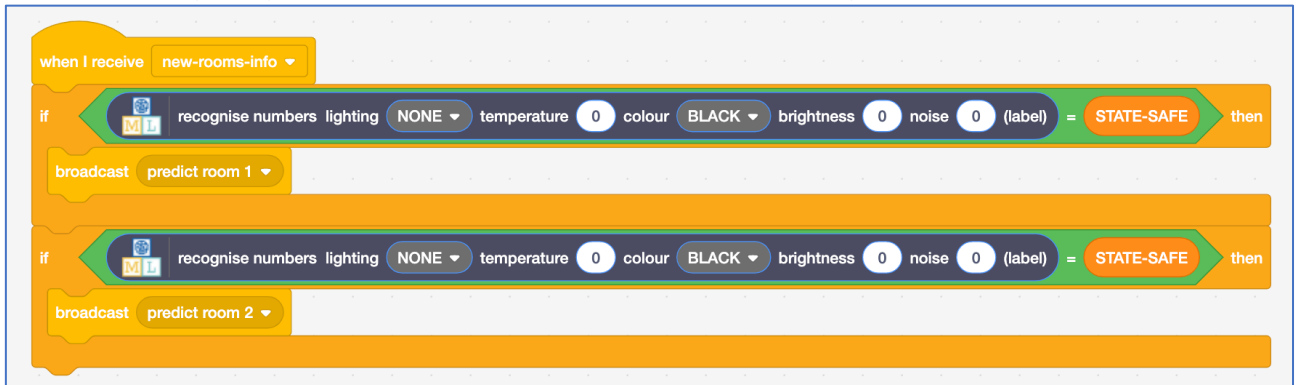 when I receive new-rooms-info
if ML recognise numbers lighting NONE temperature 0 colour BLACK brightness 0 noise 0 (label) = STATE-SAFE then
broadcast predict room 1
if ML recognise numbers lighting NONE temperature 0 colour BLACK brightness 0 noise 0 (label) = STATE-SAFE then
broadcast predict room 2